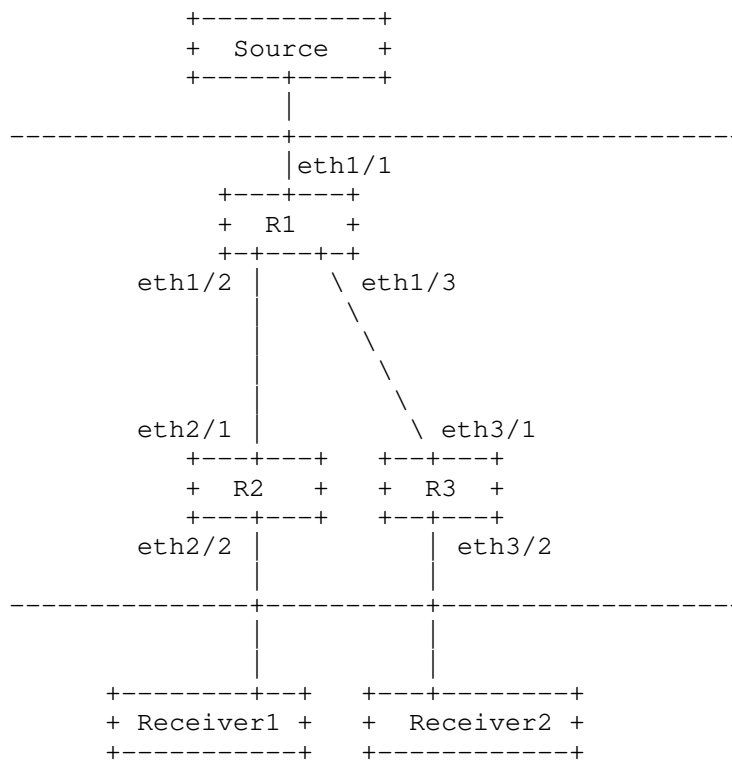 Source
eth1/1
R1
eth1/2 eth1/3
eth2/1 eth3/1
R2 R3
eth2/2 eth3/2
Receiver1 Receiver2